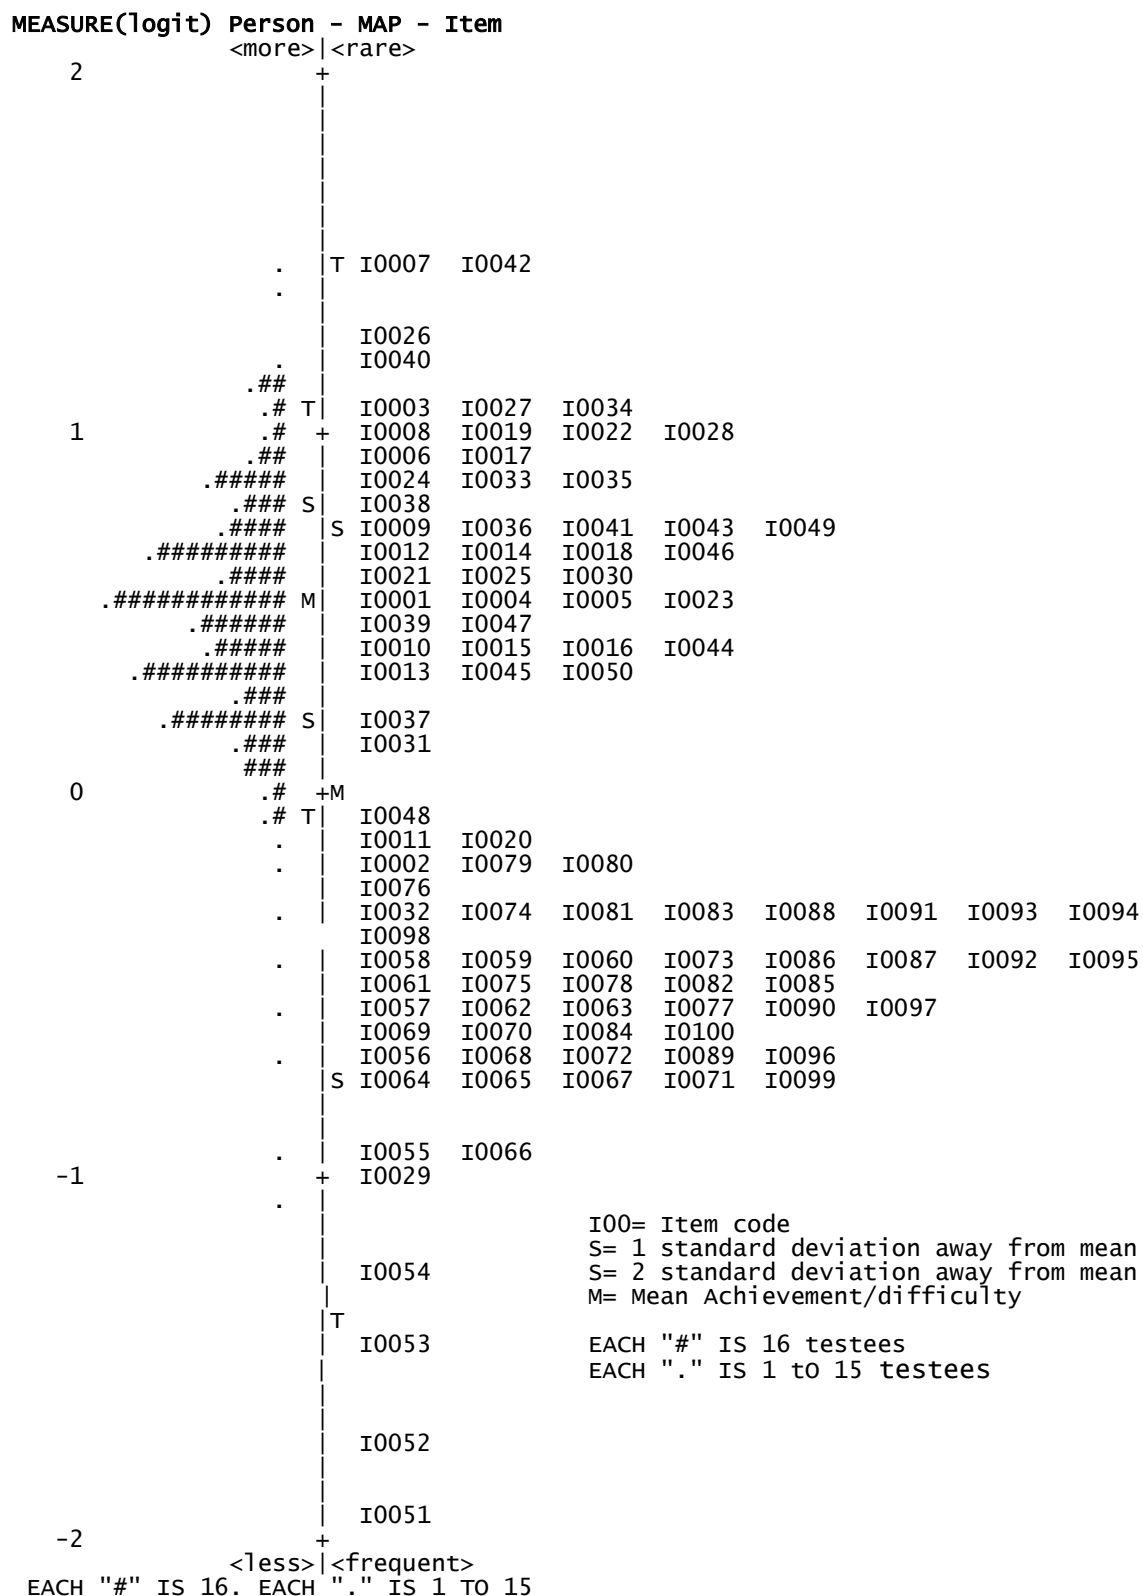 MEASURE(logit) Person - MAP - Item
<more>|<rare>
2 +
|
|
|
|
|
|
|
. |T I0007 I0042
. |
|
| I0026
. | I0040
.## |
.# T| I0003 I0027 I0034
1 .# + I0008 I0019 I0022 I0028
.## | I0006 I0017
.##### | I0024 I0033 I0035
.### S| I0038
.#### |S I0009 I0036 I0041 I0043 I0049
.######### | I0012 I0014 I0018 I0046
.#### | I0021 I0025 I0030
.############ M| I0001 I0004 I0005 I0023
.###### | I0039 I0047
.##### | I0010 I0015 I0016 I0044
.########## | I0013 I0045 I0050
.### |
.######## S| I0037
.### | I0031
### |
0 .# +M
.# T| I0048
. | I0011 I0020
. | I0002 I0079 I0080
| I0076
. | I0032 I0074 I0081 I0083 I0088 I0091 I0093 I0094
I0098
. | I0058 I0059 I0060 I0073 I0086 I0087 I0092 I0095
| I0061 I0075 I0078 I0082 I0085
. | I0057 I0062 I0063 I0077 I0090 I0097
| I0069 I0070 I0084 I0100
. | I0056 I0068 I0072 I0089 I0096
|S I0064 I0065 I0067 I0071 I0099
|
|
. | I0055 I0066
-1 + I0029
. |
| I00= Item code
| S= 1 standard deviation away from mean
| I0054 S= 2 standard deviation away from mean
| M= Mean Achievement/difficulty
|T
| I0053 EACH "#" IS 16 testees
| EACH "." IS 1 to 15 testees
|
|
| I0052
|
|
| I0051
-2 +
<less>|<frequent>
EACH "#" IS 16. EACH "." IS 1 TO 15